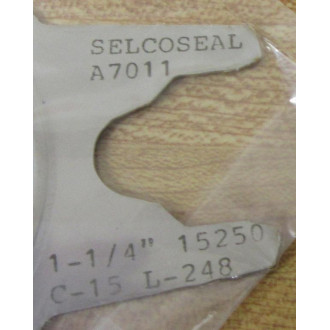 SELCOSEAL
A7011
1-1/4" 15250
C-15 L-248